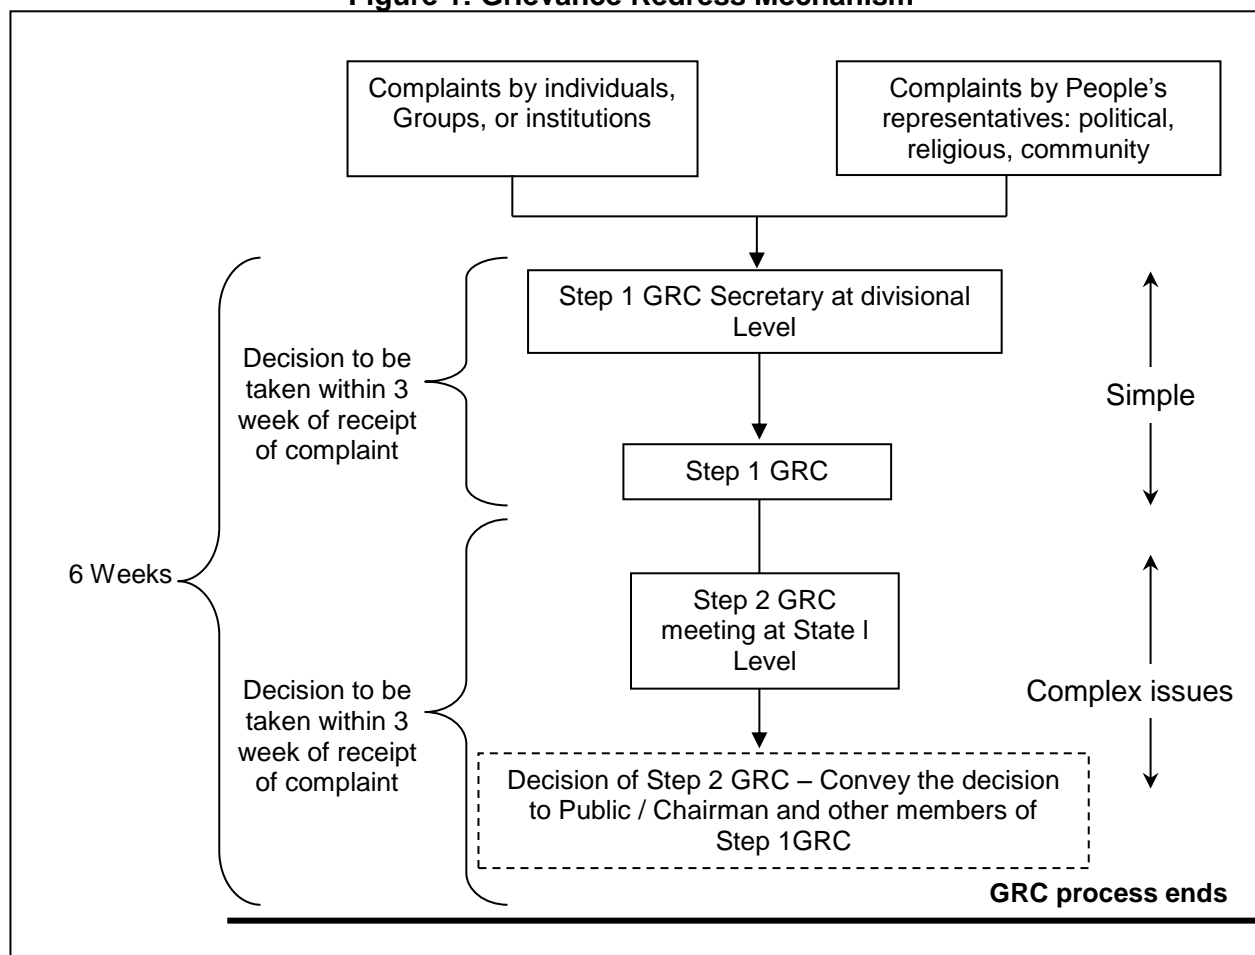 Figure 1: Grievance Redress Mechanism
Complaints by individuals,
Groups, or institutions
Complaints by People’s
representatives: political,
religious, community
Step 1 GRC Secretary at divisional
Level
Decision to be
taken within 3
week of receipt
of complaint
Simple
Step 1 GRC
6 Weeks
Step 2 GRC
meeting at State l
Level
Complex issues
Decision to be
taken within 3
week of receipt
of complaint
Decision of Step 2 GRC – Convey the decision
to Public / Chairman and other members of
Step 1GRC
GRC process ends